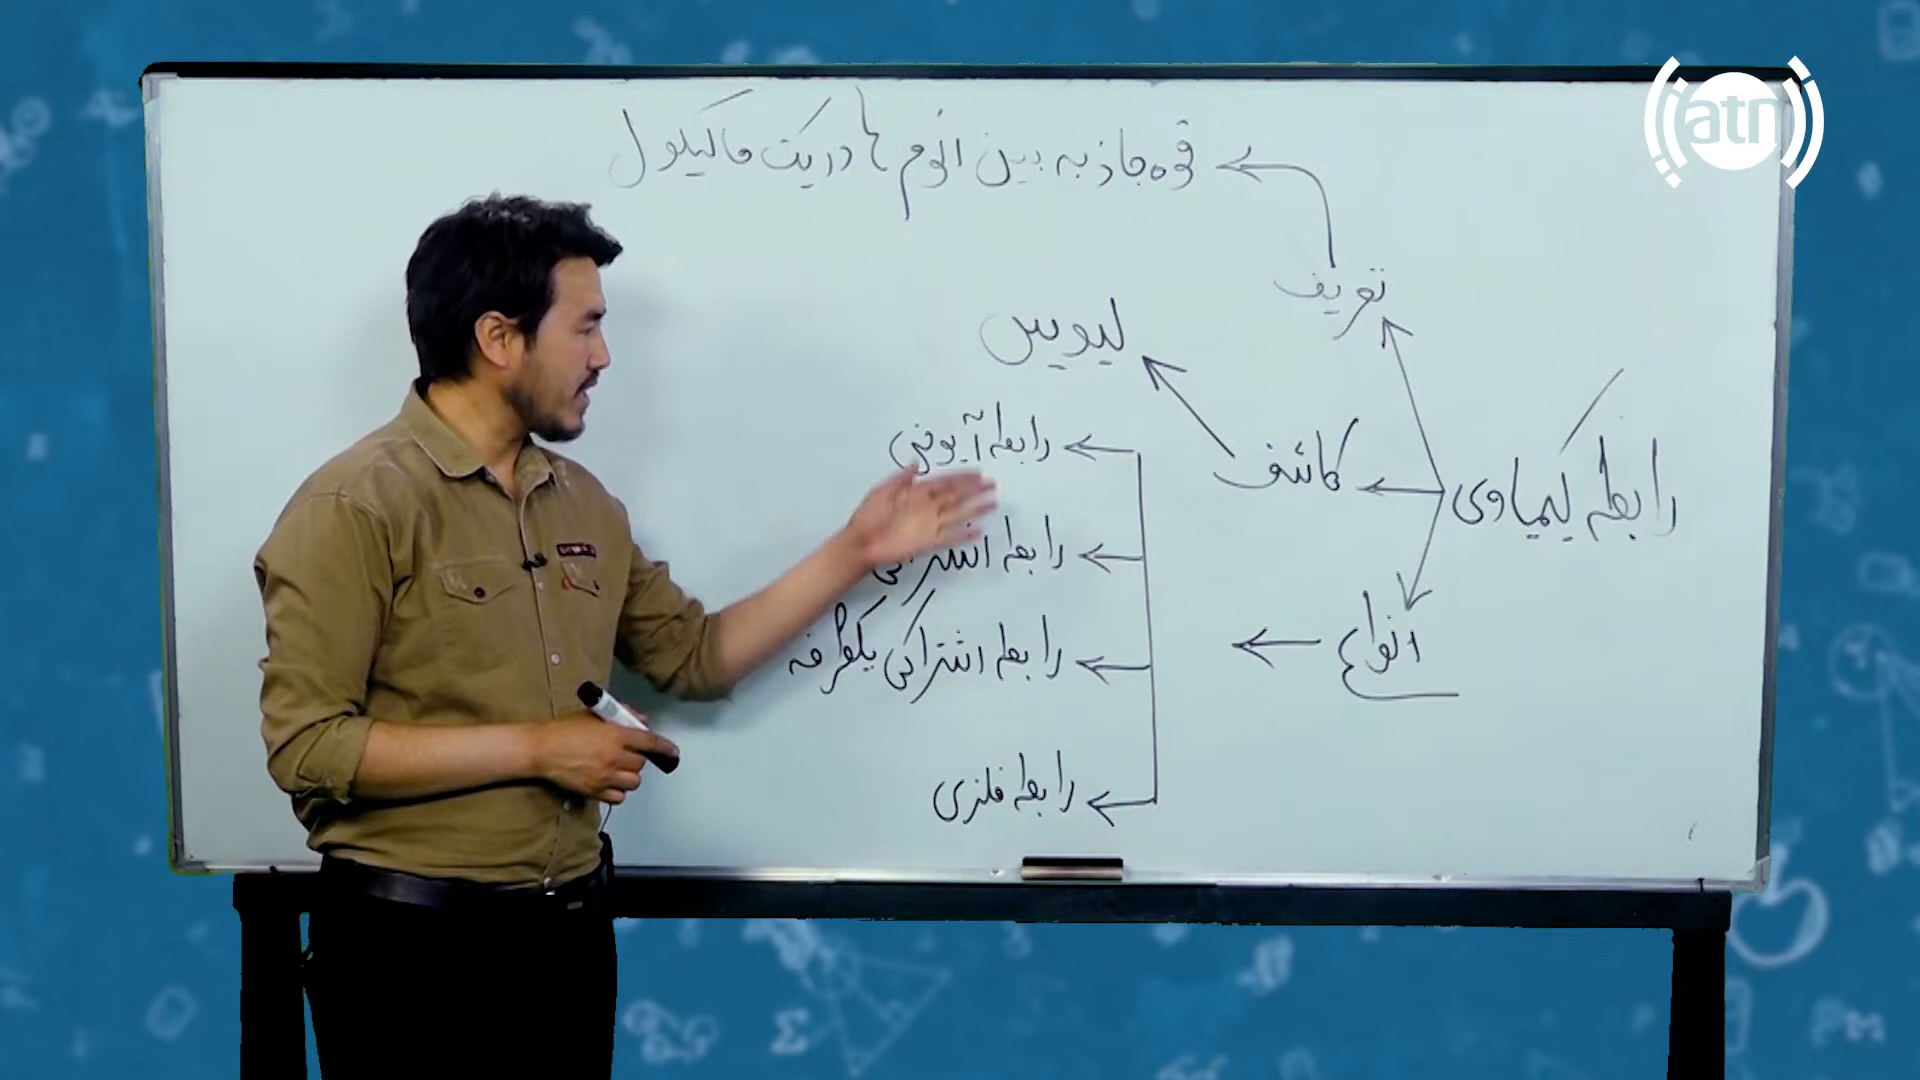 atn
قوه جاذبه بین اتوم ها در یک مالیکول
تعریف
لیویس
رابطه کیمیاوی
کاشف
رابطه آیونی
رابطه اشتراکی
انواع
رابطه اشتراکی یکطرفه
رابطه فلزی